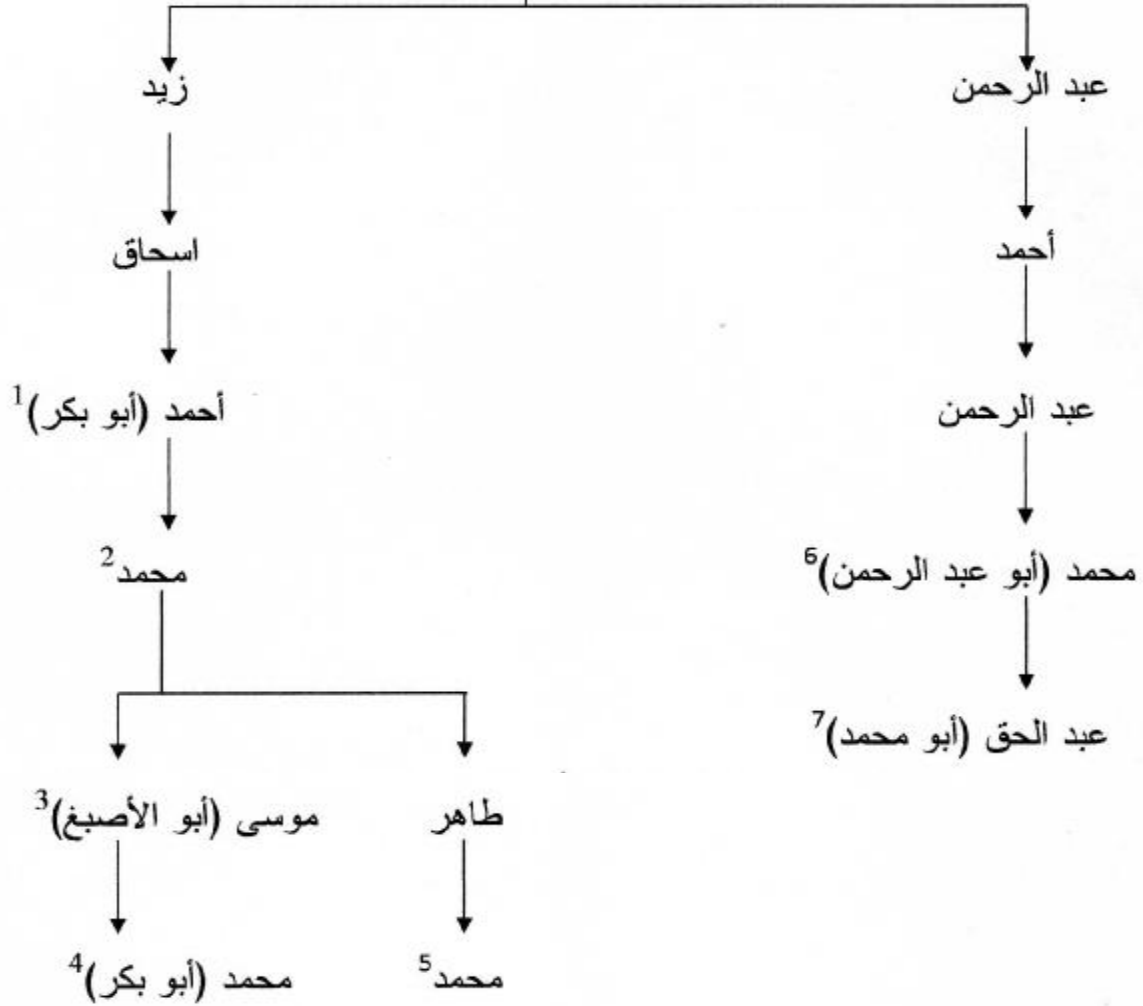 عبد الرحمن زيد
أحمد اسحاق
عبد الرحمن أحمد (أبو بكر)1
محمد (أبو عبد الرحمن)6 محمد2
عبد الحق (أبو محمد)7
طاهر موسى (أبو الأصبغ)3
محمد5 محمد (أبو بكر)4